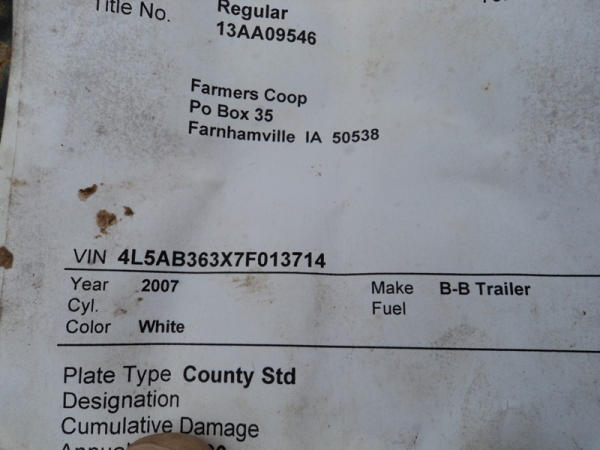 Regular
Title No. 13AA09546
Farmers Coop
Po Box 35
Farnhamville IA 50538
VIN 4L5AB363X7F013714
Year 2007 Make B-B Trailer
Cyl. Fuel
Color White
Plate Type County Std
Designation
Cumulative Damage